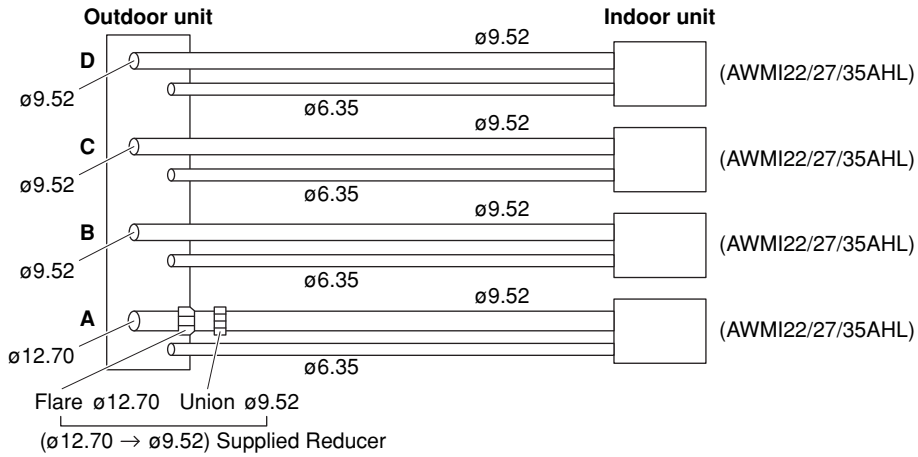 Outdoor unit Indoor unit
ø9.52
D (AWMI22/27/35AHL)
ø9.52
ø6.35
ø9.52
C (AWMI22/27/35AHL)
ø9.52
ø6.35
ø9.52
B (AWMI22/27/35AHL)
ø9.52
ø6.35
ø9.52
A (AWMI22/27/35AHL)
ø12.70
ø6.35
Flare ø12.70 Union ø9.52
(ø12.70 → ø9.52) Supplied Reducer